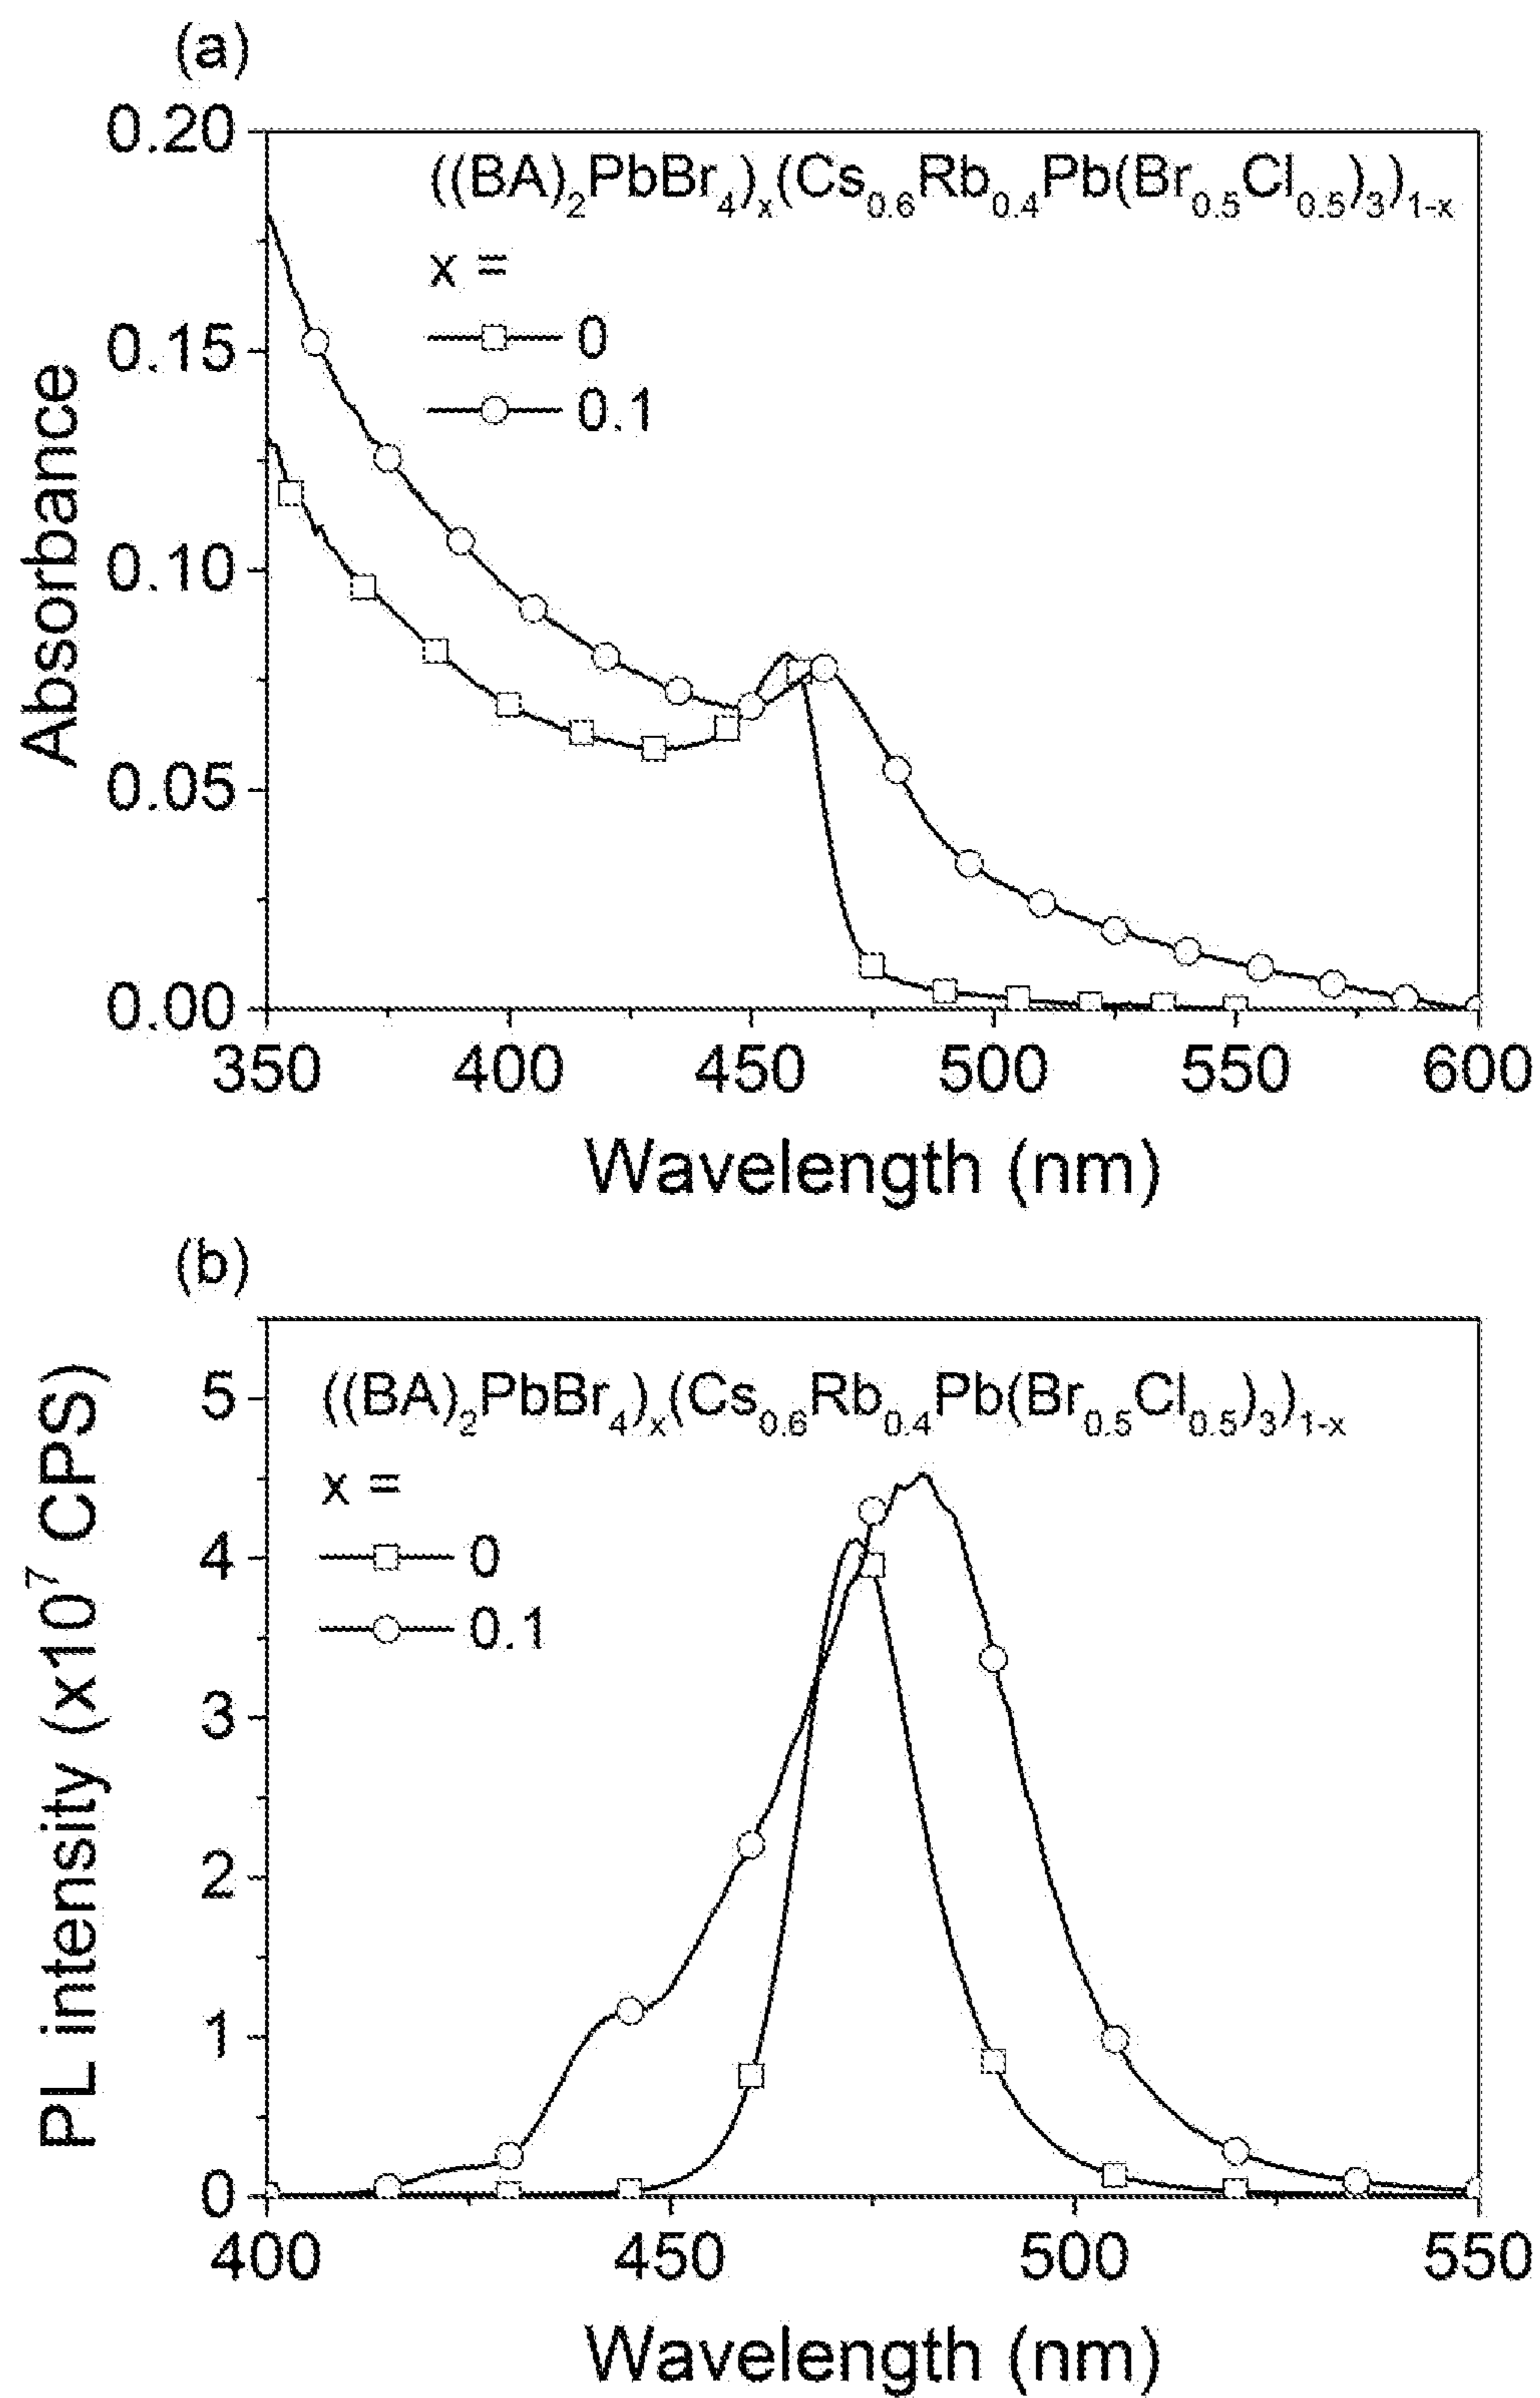 (a)
0.20
((BA)₂PbBr₄)ₓ(Cs₀.₆Rb₀.₄Pb(Br₀.₅Cl₀.₅)₃)₁₋ₓ
x =
0
0.15
0.1
0.10
0.05
0.00
Absorbance
350 400 450 500 550 600
Wavelength (nm)
(b)
5
((BA)₂PbBr₄)ₓ(Cs₀.₆Rb₀.₄Pb(Br₀.₅Cl₀.₅)₃)₁₋ₓ
x =
4
0
0.1
3
2
1
0
PL intensity (x10⁷ CPS)
400 450 500 550
Wavelength (nm)